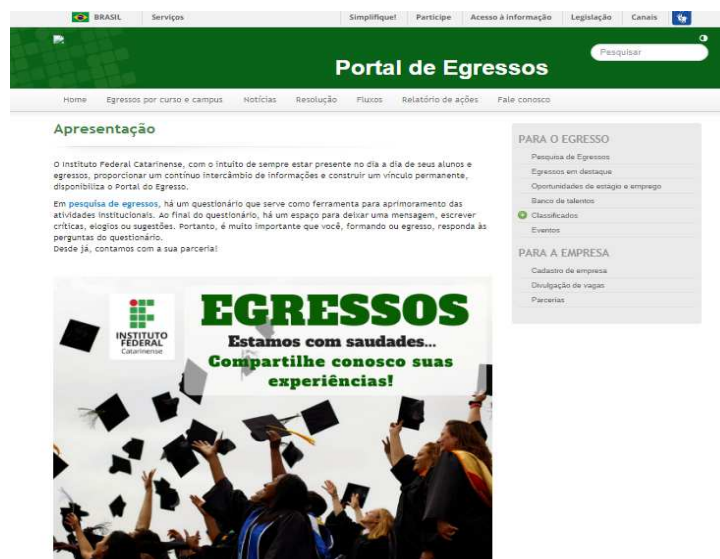 BRASIL Serviços Simplifique! Participe Acesso à informação Legislação Canais
Portal de Egressos
Pesquisar
Home Egressos por curso e campus Notícias Resolução Fluxos Relatório de ações Fale conosco
Apresentação
O Instituto Federal Catarinense, com o intuito de sempre estar presente no dia a dia de seus alunos e
egressos, proporcionar um contínuo intercâmbio de informações e construir um vínculo permanente,
disponibiliza o Portal do Egresso.
Em pesquisa de egressos, há um questionário que serve como ferramenta para aprimoramento das
atividades institucionais. Ao final do questionário, há um espaço para deixar uma mensagem, escrever
críticas, elogios ou sugestões. Portanto, é muito importante que você, formando ou egresso, responda às
perguntas do questionário.
Desde já, contamos com a sua parceria!
PARA O EGRESSO
Pesquisa de Egressos
Egressos em destaque
Oportunidades de estágio e emprego
Banco de talentos
Classificados
Eventos
PARA A EMPRESA
Cadastro de empresa
Divulgação de vagas
Parcerias
INSTITUTO
FEDERAL
Catarinense
EGRESSOS
Estamos com saudades...
Compartilhe conosco suas
experiências!